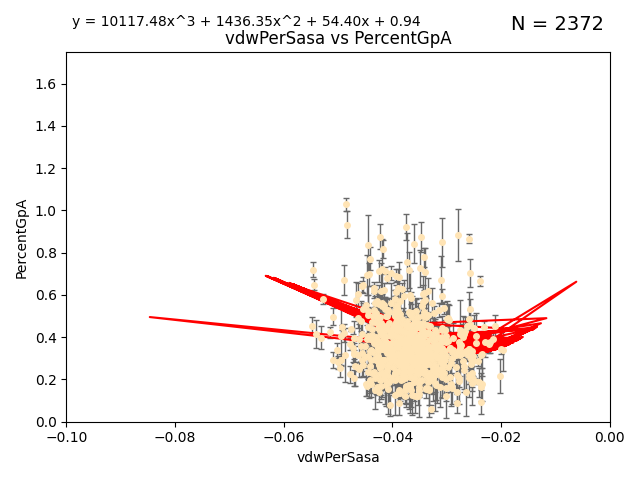 y = 10117.48x^3 + 1436.35x^2 + 54.40x + 0.94
N = 2372
vdwPerSasa vs PercentGpA
PercentGpA
1.6
1.4
1.2
1.0
0.8
0.6
0.4
0.2
0.0
−0.10 −0.08 −0.06 −0.04 −0.02 0.00
vdwPerSasa